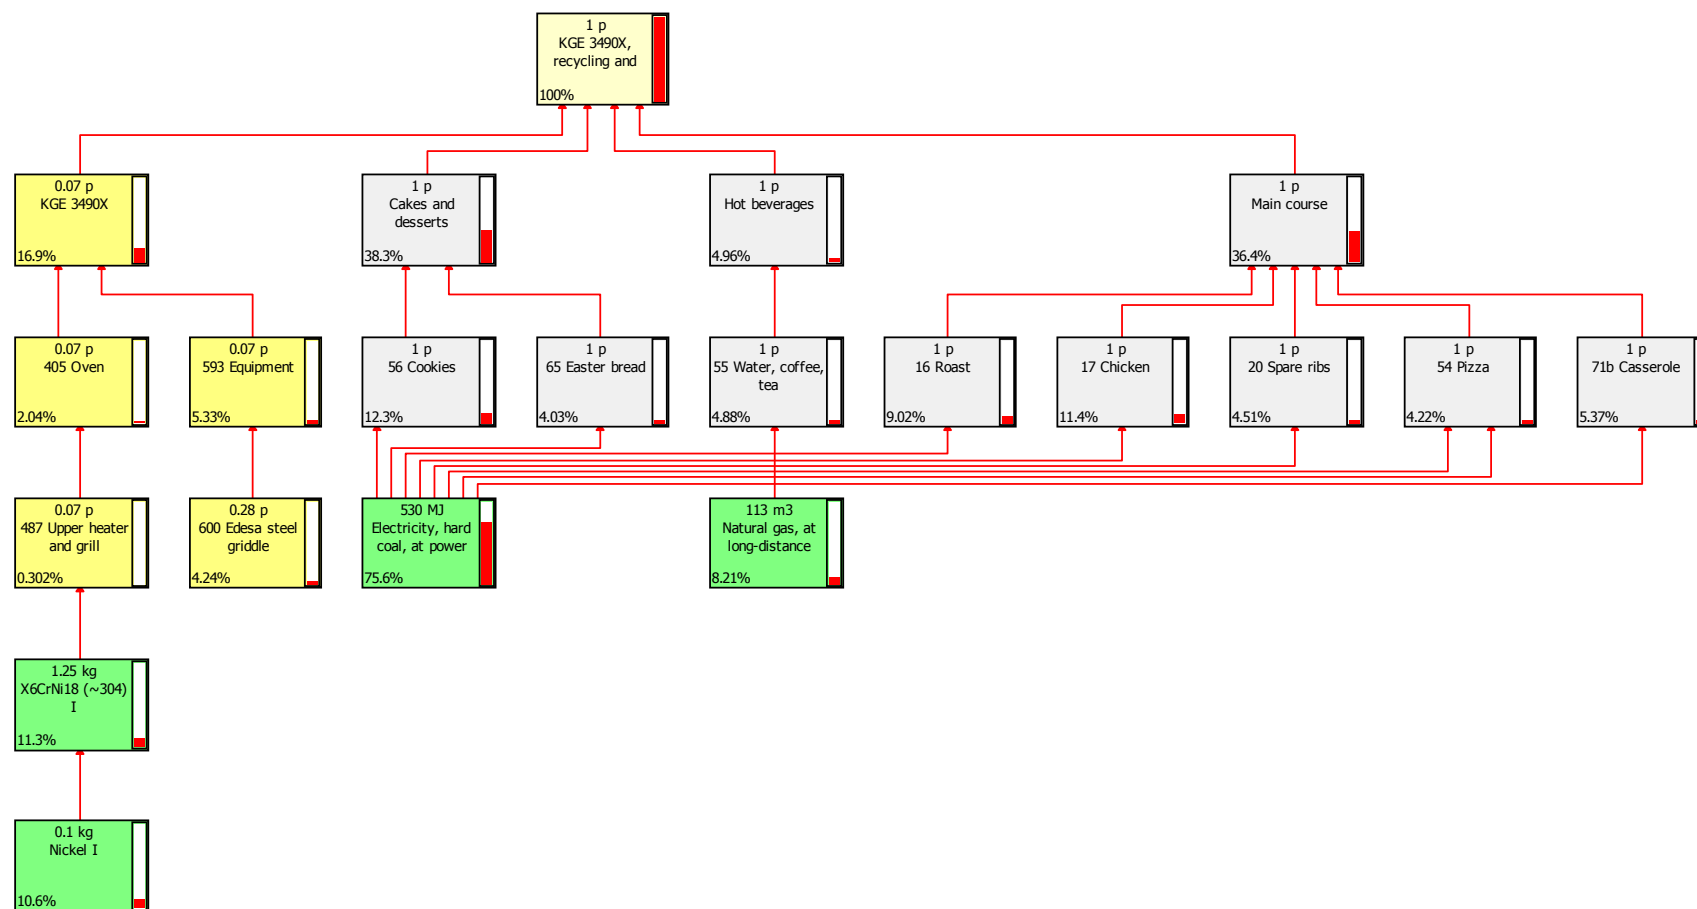 1 p
KGE 3490X,
recycling and
100%
0.07 p
KGE 3490X
16.9%
1 p
Cakes and
desserts
38.3%
1 p
Hot beverages
4.96%
1 p
Main course
36.4%
0.07 p
405 Oven
2.04%
0.07 p
593 Equipment
5.33%
1 p
56 Cookies
12.3%
1 p
65 Easter bread
4.03%
1 p
55 Water, coffee,
tea
4.88%
1 p
16 Roast
9.02%
1 p
17 Chicken
11.4%
1 p
20 Spare ribs
4.51%
1 p
54 Pizza
4.22%
1 p
71b Casserole
5.37%
0.07 p
487 Upper heater
and grill
0.302%
0.28 p
600 Edesa steel
griddle
4.24%
530 MJ
Electricity, hard
coal, at power
75.6%
113 m3
Natural gas, at
long-distance
8.21%
1.25 kg
X6CrNi18 (~304)
I
11.3%
0.1 kg
Nickel I
10.6%